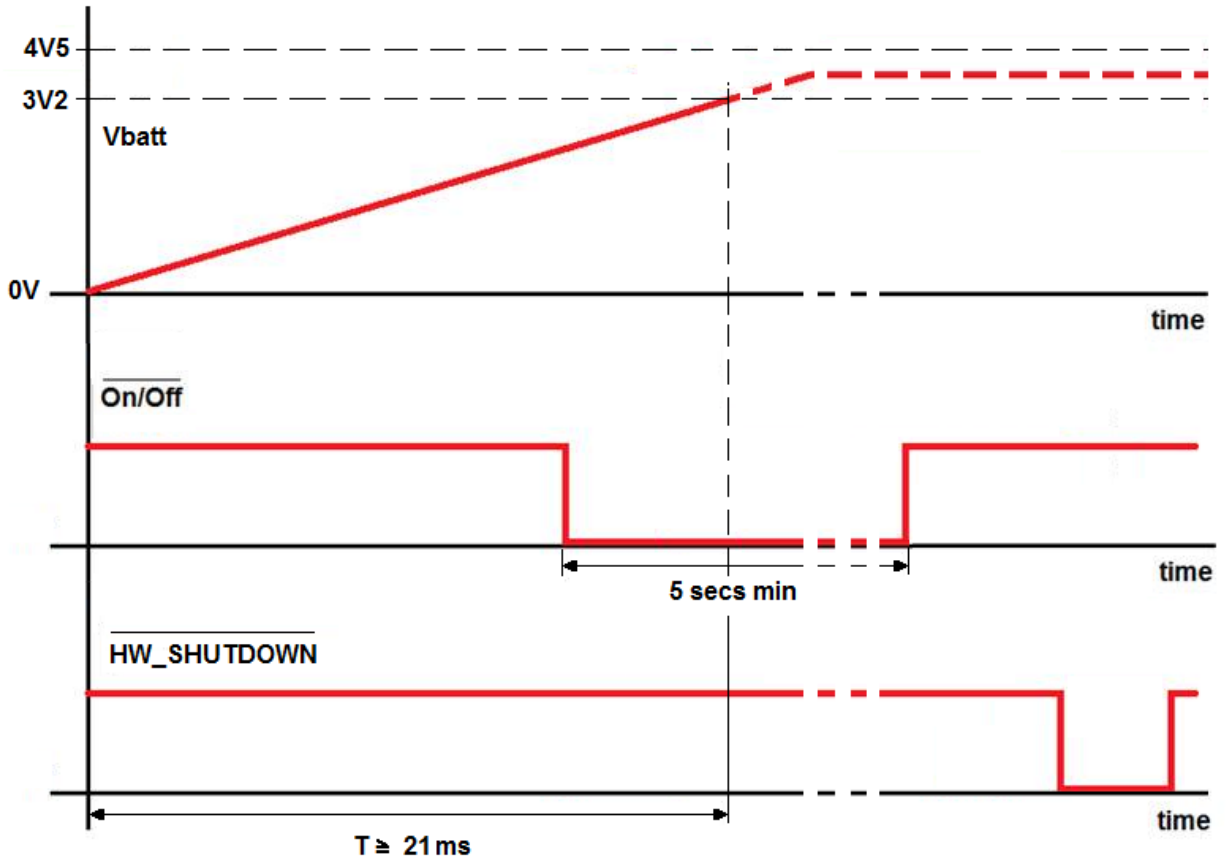 4V5
3V2
Vbatt
0V
time
On/Off
time
5 secs min
HW_SHUTDOWN
time
T ≥ 21 ms